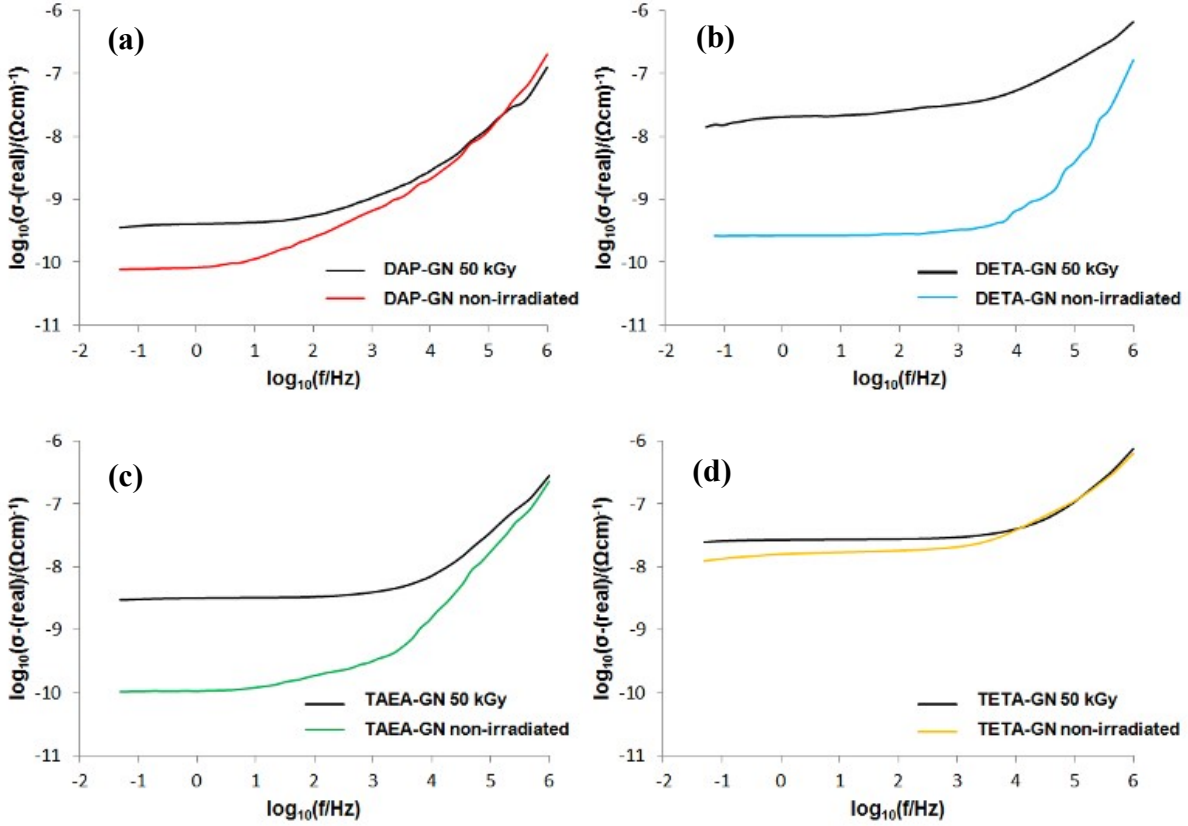 (a)
log₁₀(σ-(real)/(Ωcm)⁻¹)
-6
-7
-8
-9
-10
-11
DAP-GN 50 kGy
DAP-GN non-irradiated
-2 -1 0 1 2 3 4 5 6
log₁₀(f/Hz)
(b)
log₁₀(σ-(real)/(Ωcm)⁻¹)
-6
-7
-8
-9
-10
-11
DETA-GN 50 kGy
DETA-GN non-irradiated
-2 -1 0 1 2 3 4 5 6
log₁₀(f/Hz)
(c)
log₁₀(σ-(real)/(Ωcm)⁻¹)
-6
-7
-8
-9
-10
-11
TAEA-GN 50 kGy
TAEA-GN non-irradiated
-2 -1 0 1 2 3 4 5 6
log₁₀(f/Hz)
(d)
log₁₀(σ-(real)/(Ωcm)⁻¹)
-6
-7
-8
-9
-10
-11
TETA-GN 50 kGy
TETA-GN non-irradiated
-2 -1 0 1 2 3 4 5 6
log₁₀(f/Hz)